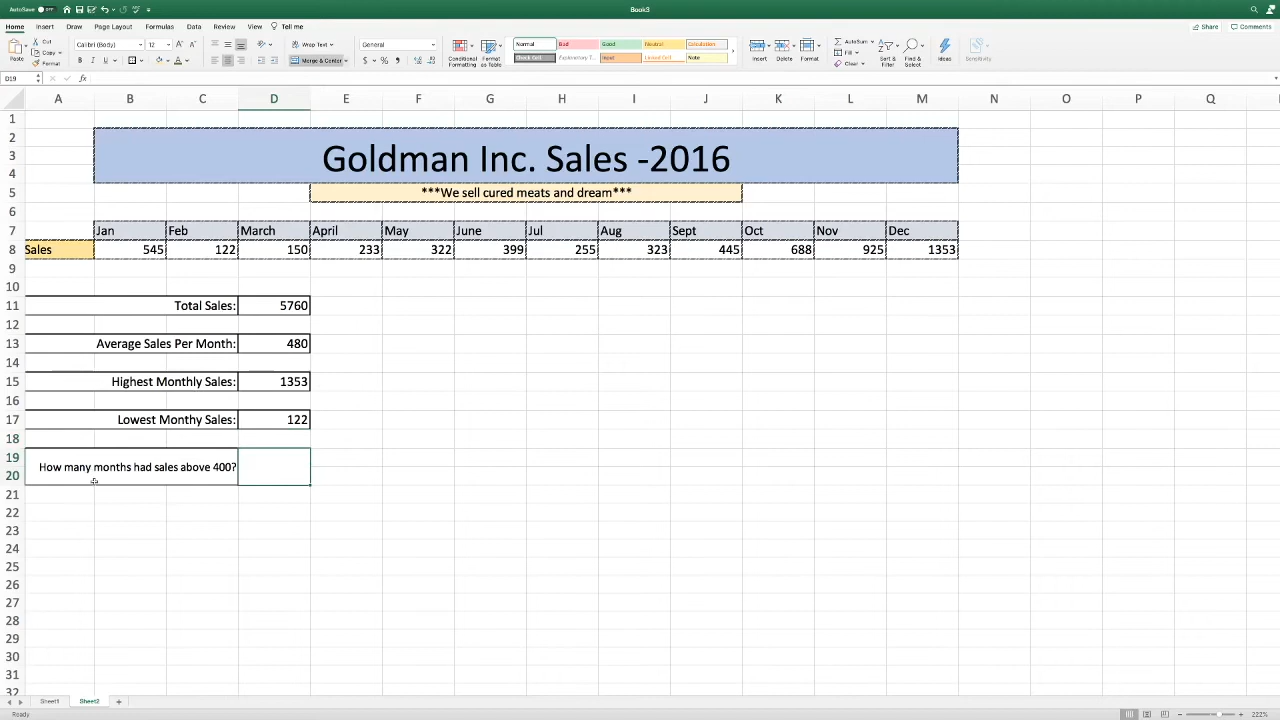 AutoSave OFF Book3
Home Insert Draw Page Layout Formulas Data Review View Tell me Share Comments
Paste Cut Copy Format Calibri (Body) 12 Wrap Text Merge & Center General Conditional Formatting Format as Table Normal Bad Good Neutral Calculation Check Cell Explanatory T... Input Linked Cell Note Insert Delete Format AutoSum Fill Clear Sort & Filter Find & Select Ideas Sensitivity
D19 fx
A B C D E F G H I J K L M N O P Q
1
2
3 Goldman Inc. Sales -2016
4
5 ***We sell cured meats and dream***
6
7 Jan Feb March April May June Jul Aug Sept Oct Nov Dec
8 Sales 545 122 150 233 322 399 255 323 445 688 925 1353
9
10
11 Total Sales: 5760
12
13 Average Sales Per Month: 480
14
15 Highest Monthly Sales: 1353
16
17 Lowest Monthy Sales: 122
18
19 How many months had sales above 400?
20
21
22
23
24
25
26
27
28
29
30
31
32
Sheet1 Sheet2 +
Ready 222%